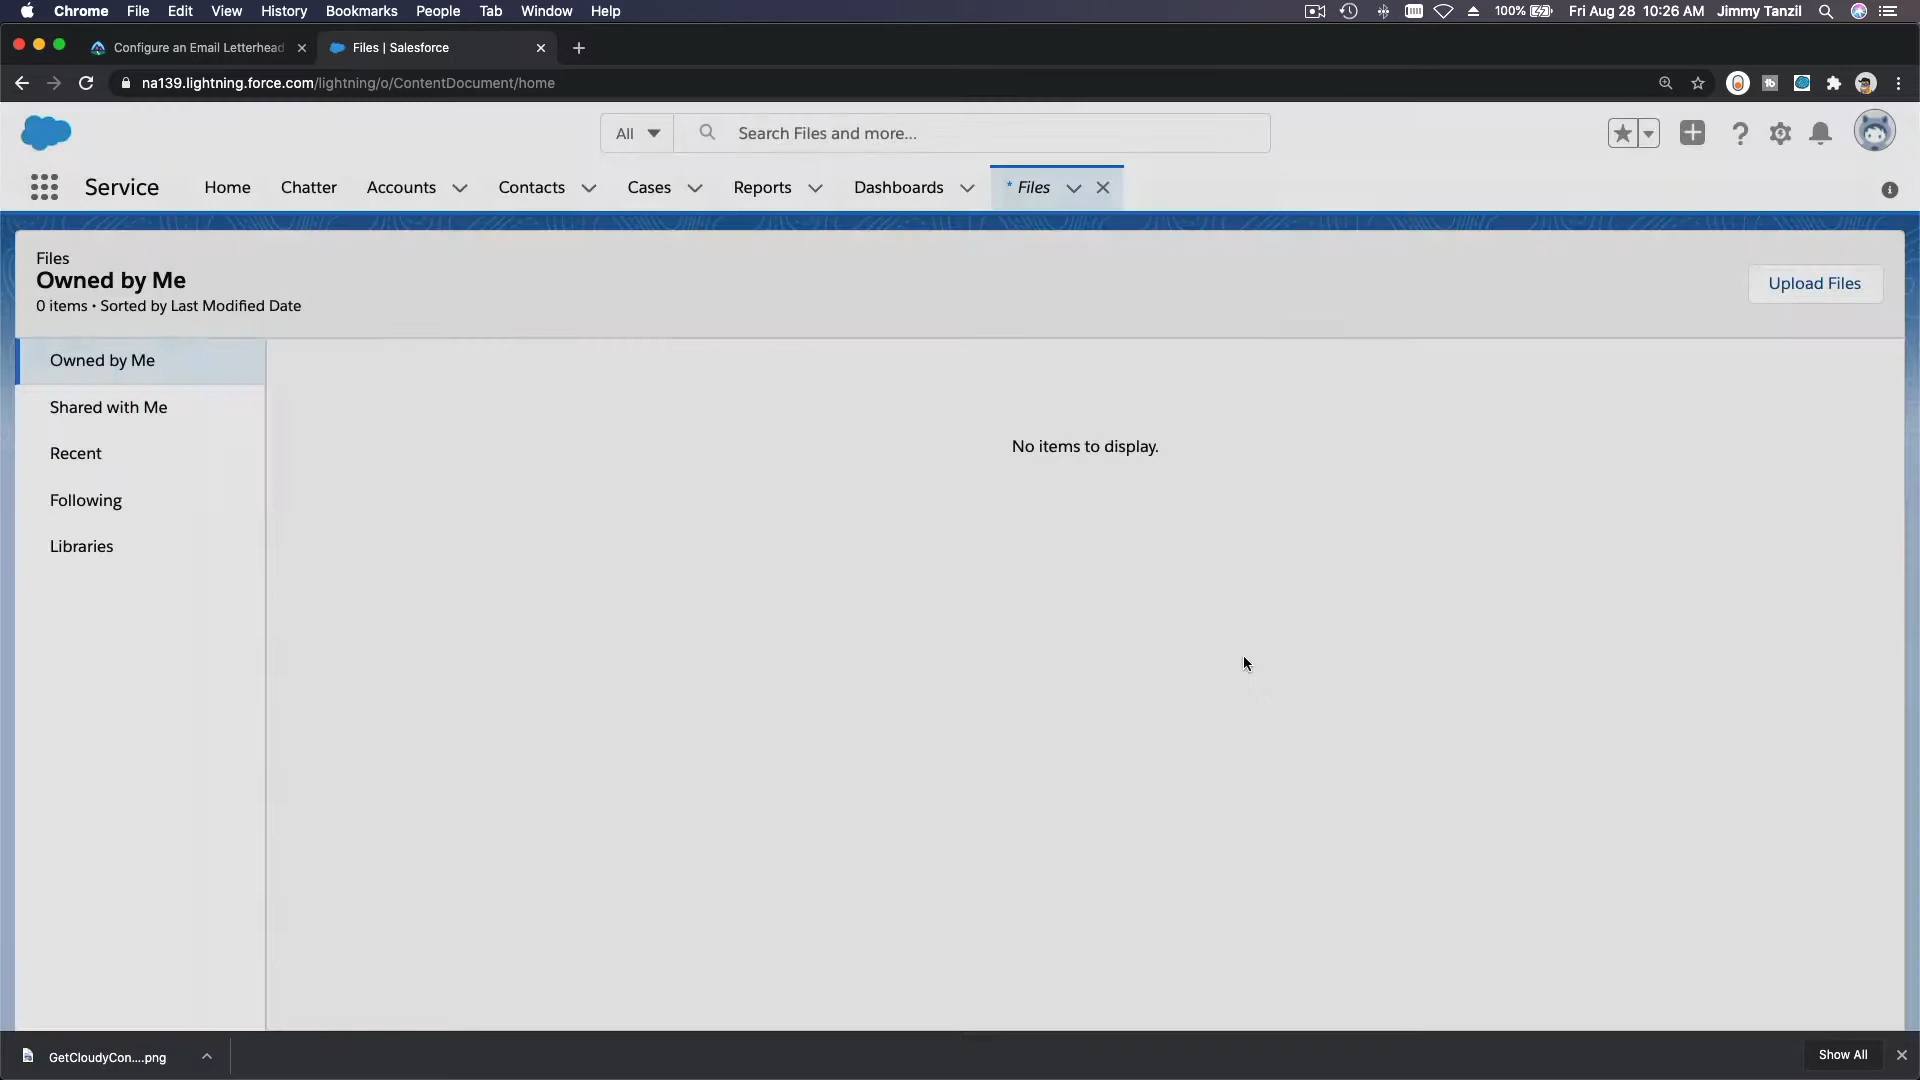 Chrome File Edit View History Bookmarks People Tab Window Help 100% Fri Aug 28 10:26 AM Jimmy Tanzil
Configure an Email Letterhead Files | Salesforce
na139.lightning.force.com/lightning/o/ContentDocument/home
All Search Files and more...
Service Home Chatter Accounts Contacts Cases Reports Dashboards * Files
Files
Owned by Me
0 items • Sorted by Last Modified Date
Upload Files
Owned by Me
Shared with Me
Recent
Following
Libraries
No items to display.
GetCloudyCon....png
Show All